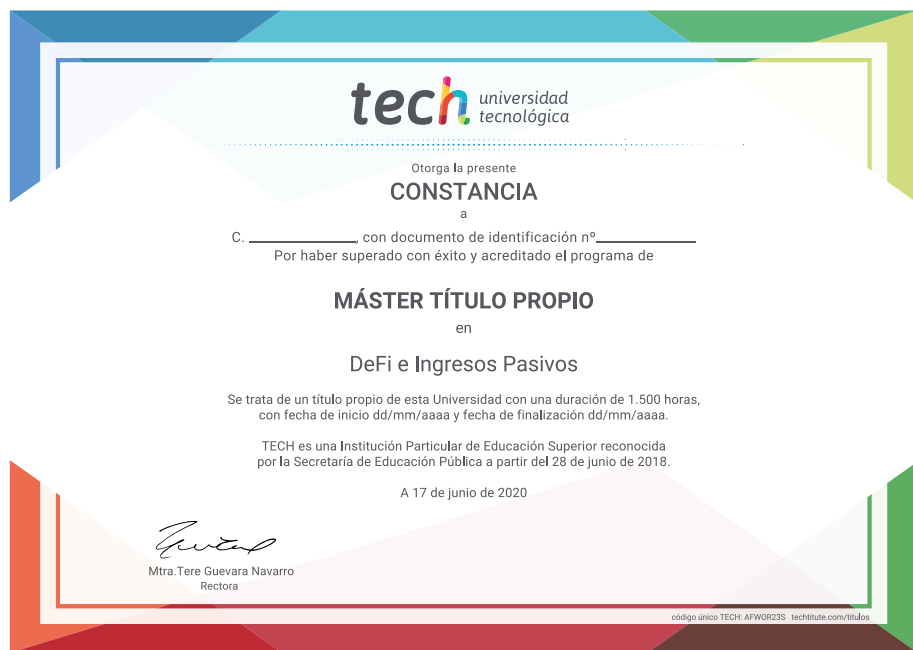 tech universidad
tecnológica
Otorga la presente
CONSTANCIA
a
C. ____________, con documento de identificación nº____________
Por haber superado con éxito y acreditado el programa de
MÁSTER TÍTULO PROPIO
en
DeFi e Ingresos Pasivos
Se trata de un título propio de esta Universidad con una duración de 1.500 horas,
con fecha de inicio dd/mm/aaaa y fecha de finalización dd/mm/aaaa.
TECH es una Institución Particular de Educación Superior reconocida
por la Secretaría de Educación Pública a partir del 28 de junio de 2018.
A 17 de junio de 2020
Mtra.Tere Guevara Navarro
Rectora
código único TECH: AFWOR23S techtitute.com/titulos